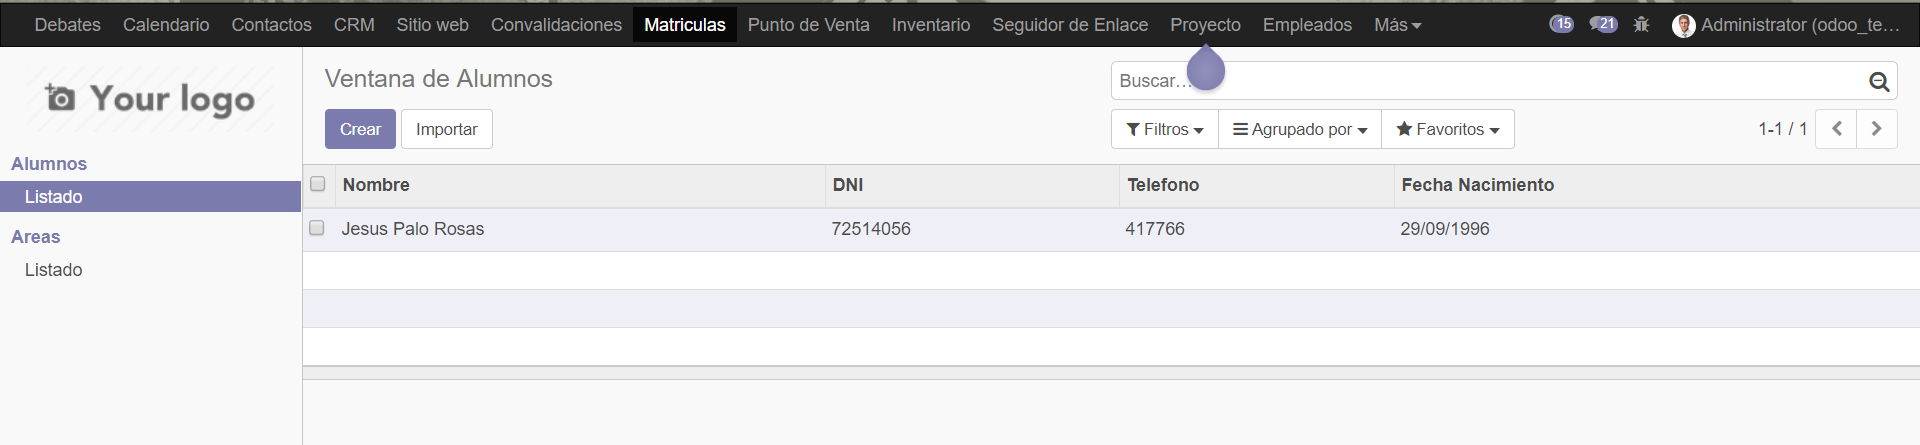 Debates Calendario Contactos CRM Sitio web Convalidaciones Matriculas Punto de Venta Inventario Seguidor de Enlace Proyecto Empleados Más 15 21 Administrator (odoo_te...
Your logo
Alumnos
Listado
Areas
Listado
Ventana de Alumnos
Buscar...
Crear Importar
Filtros Agrupado por Favoritos 1-1 / 1
Nombre DNI Telefono Fecha Nacimiento
Jesus Palo Rosas 72514056 417766 29/09/1996